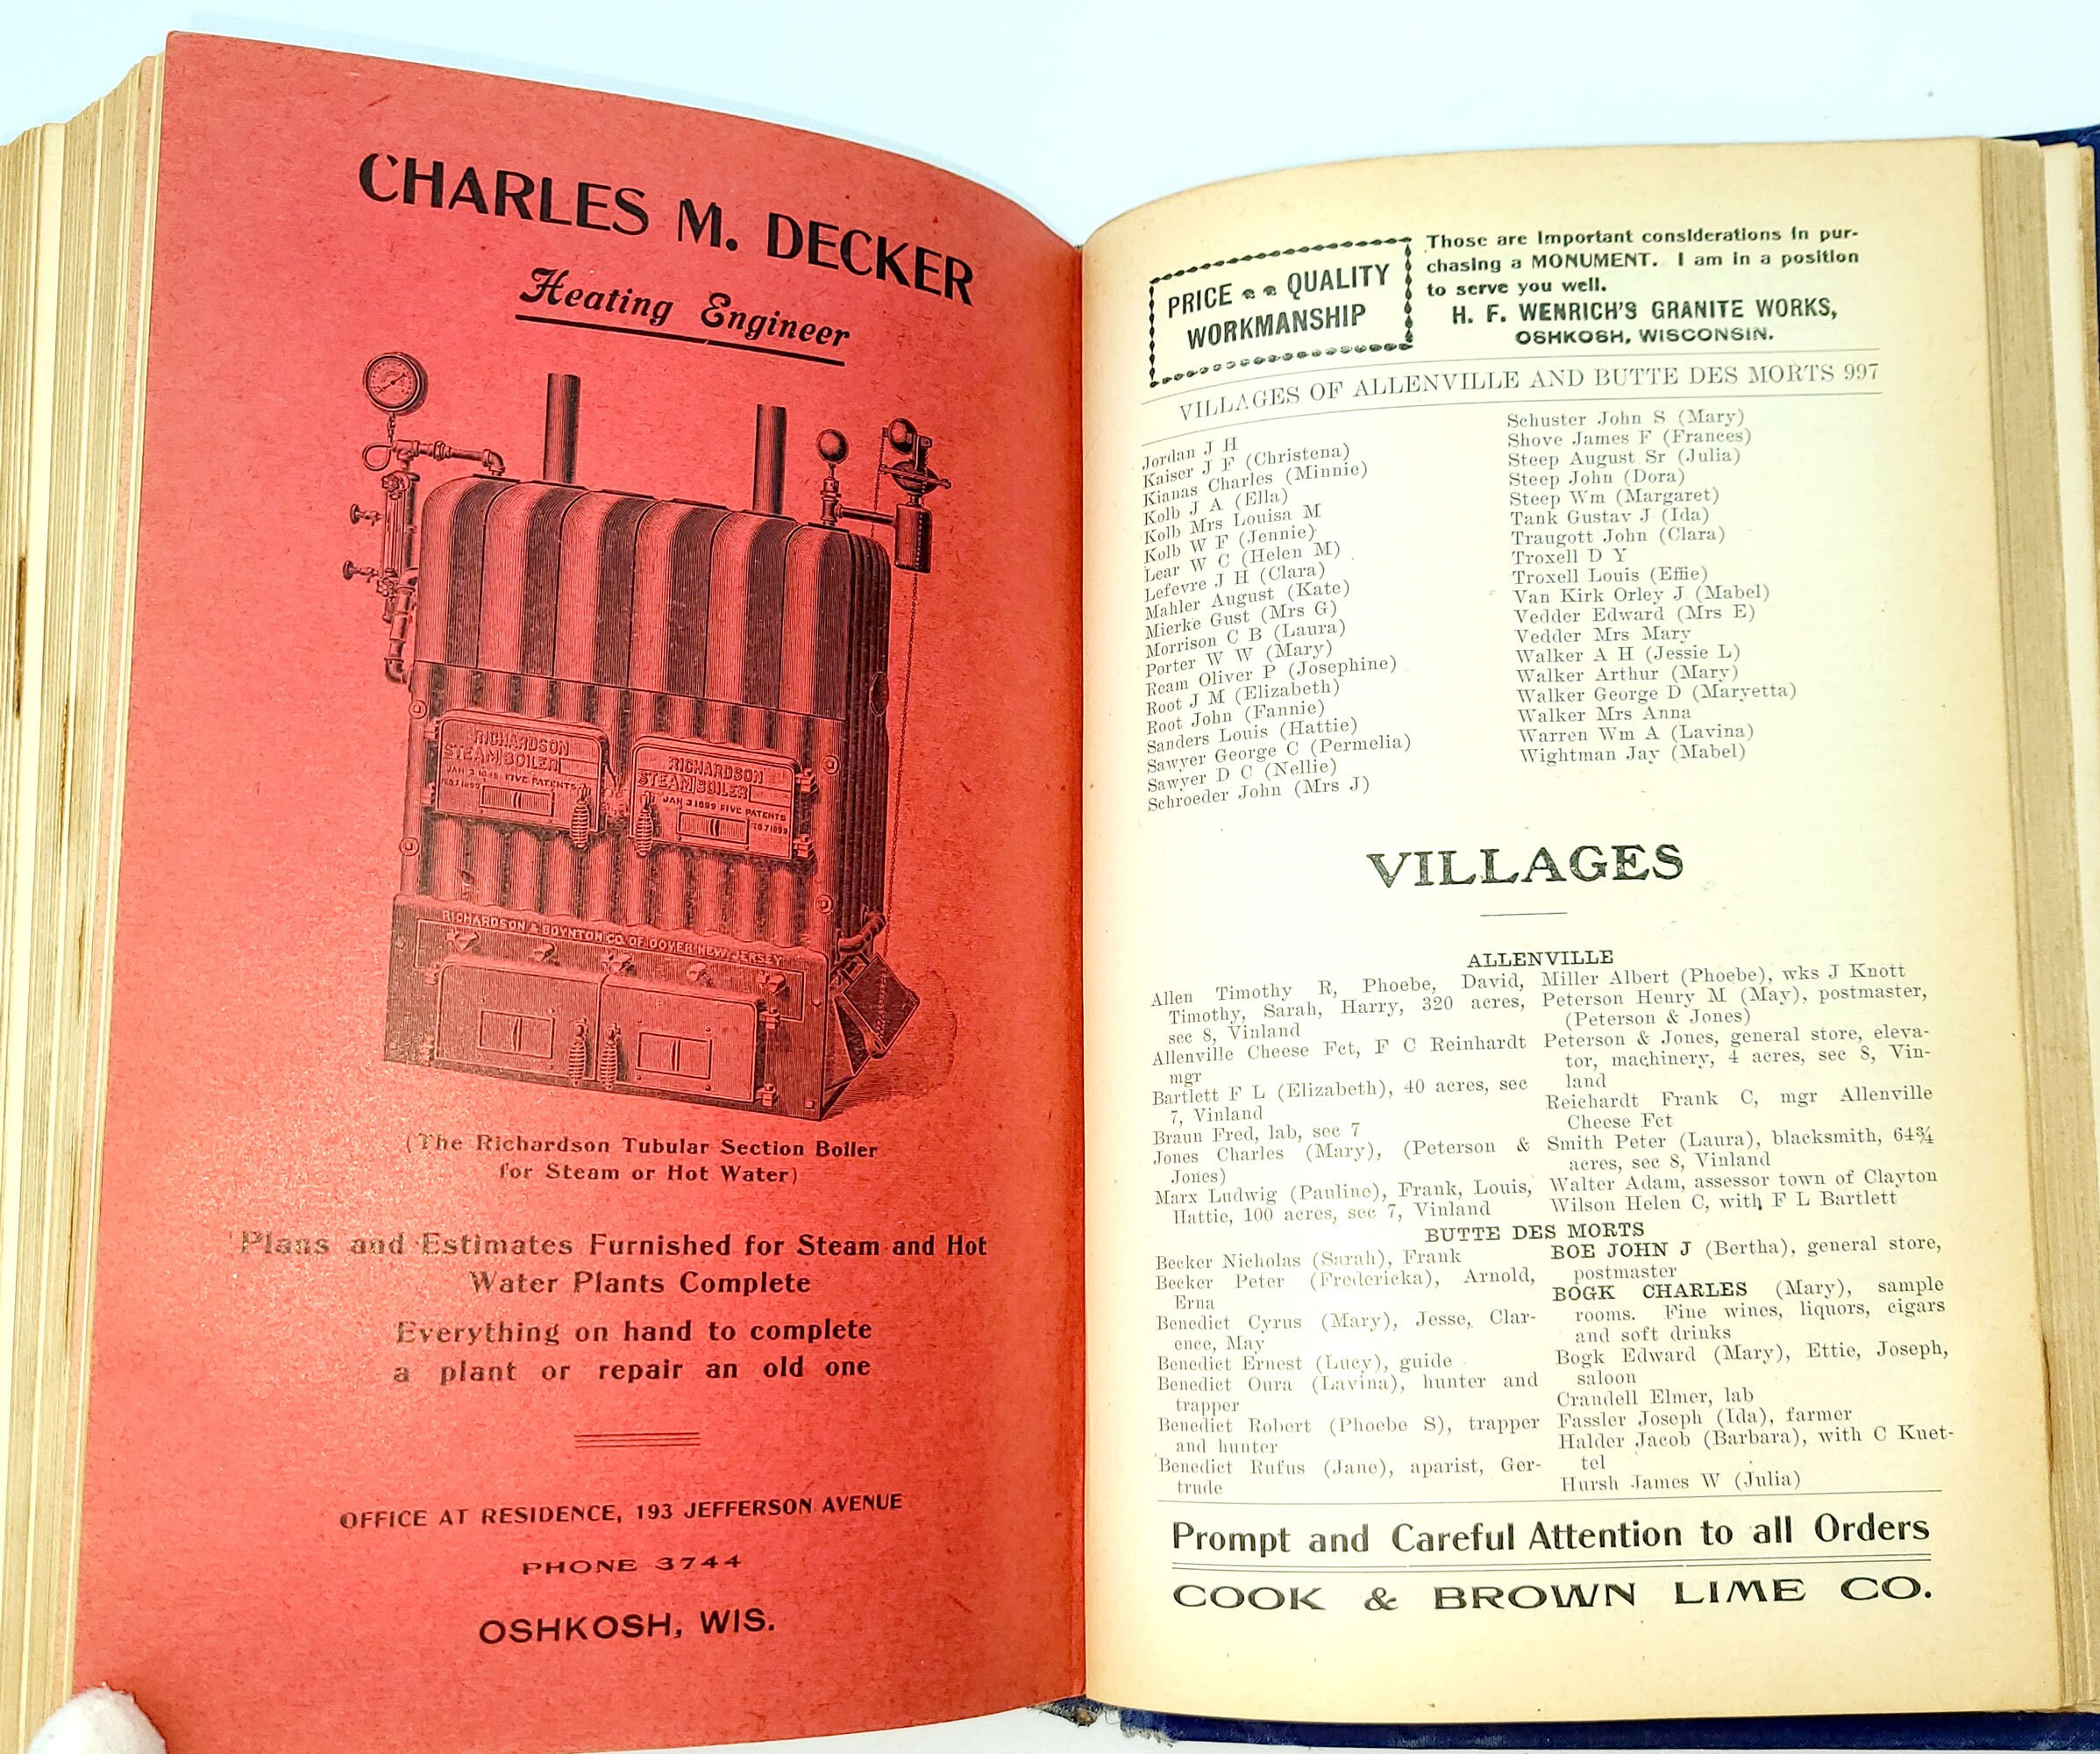 CHARLES M. DECKER
Heating Engineer
RICHARDSON
STEAM BOILER
FIVE PATENTS
RICHARDSON
STEAM BOILER
JAN 3 1899 FIVE PATENTS
FEB 7 1899
RICHARDSON & BOYNTON CO. OF DOVER NEW JERSEY
(The Richardson Tubular Section Boiler
for Steam or Hot Water)
Plans and Estimates Furnished for Steam and Hot
Water Plants Complete
Everything on hand to complete
a plant or repair an old one
OFFICE AT RESIDENCE, 193 JEFFERSON AVENUE
PHONE 3744
OSHKOSH, WIS.
PRICE QUALITY
WORKMANSHIP
Those are important considerations in pur-
chasing a MONUMENT. I am in a position
to serve you well.
H. F. WENRICH'S GRANITE WORKS,
OSHKOSH, WISCONSIN.
VILLAGES OF ALLENVILLE AND BUTTE DES MORTS 997
Jordan J H
Kaiser J F (Christena)
Kianas Charles (Minnie)
Kolb J A (Ella)
Kolb Mrs Louisa M
Kolb W F (Jennie)
Lear W C (Helen M)
Lefevre J H (Clara)
Mahler August (Kate)
Mierke Gust (Mrs G)
Morrison C B (Laura)
Porter W W (Mary)
Ream Oliver P (Josephine)
Root J M (Elizabeth)
Root John (Fannie)
Sanders Louis (Hattie)
Sawyer George C (Permelia)
Sawyer D C (Nellie)
Schroeder John (Mrs J)
Schuster John S (Mary)
Shove James F (Frances)
Steep August Sr (Julia)
Steep John (Dora)
Steep Wm (Margaret)
Tank Gustav J (Ida)
Traugott John (Clara)
Troxell D Y
Troxell Louis (Effie)
Van Kirk Orley J (Mabel)
Vedder Edward (Mrs E)
Vedder Mrs Mary
Walker A H (Jessie L)
Walker Arthur (Mary)
Walker George D (Maryetta)
Walker Mrs Anna
Warren Wm A (Lavina)
Wightman Jay (Mabel)
VILLAGES
ALLENVILLE
Allen Timothy R, Phoebe, David,
Timothy, Sarah, Harry, 320 acres,
sec 8, Vinland
Allenville Cheese Fct, F C Reinhardt
mgr
Bartlett F L (Elizabeth), 40 acres, sec
7, Vinland
Braun Fred, lab, sec 7
Jones Charles (Mary), (Peterson &
Jones)
Marx Ludwig (Pauline), Frank, Louis,
Hattie, 100 acres, sec 7, Vinland
Miller Albert (Phoebe), wks J Knott
Peterson Henry M (May), postmaster,
(Peterson & Jones)
Peterson & Jones, general store, eleva-
tor, machinery, 4 acres, sec 8, Vin-
land
Reichardt Frank C, mgr Allenville
Cheese Fct
Smith Peter (Laura), blacksmith, 64¾
acres, sec 8, Vinland
Walter Adam, assessor town of Clayton
Wilson Helen C, with F L Bartlett
BUTTE DES MORTS
Becker Nicholas (Sarah), Frank
Becker Peter (Fredericka), Arnold,
Erna
Benedict Cyrus (Mary), Jesse, Clar-
ence, May
Benedict Ernest (Lucy), guide
Benedict Oura (Lavina), hunter and
trapper
Benedict Robert (Phoebe S), trapper
and hunter
Benedict Rufus (Jane), aparist, Ger-
trude
BOE JOHN J (Bertha), general store,
postmaster
BOGK CHARLES (Mary), sample
rooms. Fine wines, liquors, cigars
and soft drinks
Bogk Edward (Mary), Ettie, Joseph,
saloon
Crandell Elmer, lab
Fassler Joseph (Ida), farmer
Halder Jacob (Barbara), with C Kuet-
tel
Hursh James W (Julia)
Prompt and Careful Attention to all Orders
COOK & BROWN LIME CO.